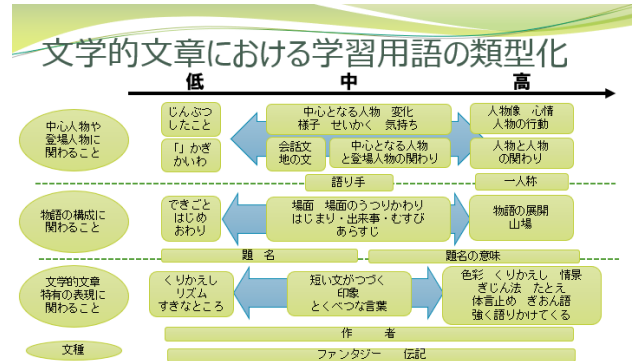 文学的文章における学習用語の類型化
低 中 高
中心人物や
登場人物に
関わること
じんぶつ
したこと
「」かぎ
かいわ
中心となる人物 変化
様子 せいかく 気持ち
会話文
地の文
中心となる人物
と登場人物の関わり
人物像 心情
人物の行動
人物と人物
の関わり
語り手
一人称
物語の構成に
関わること
できごと
はじめ
おわり
場面 場面のうつりかわり
はじまり・出来事・むすび
あらすじ
物語の展開
山場
題 名
題名の意味
文学的文章
特有の表現に
関わること
くりかえし
リズム
すきなところ
短い文がつづく
印象
とくべつな言葉
色彩 くりかえし 情景
ぎじん法 たとえ
体言止め ぎおん語
強く語りかけてくる
作 者
文種
ファンタジー 伝記